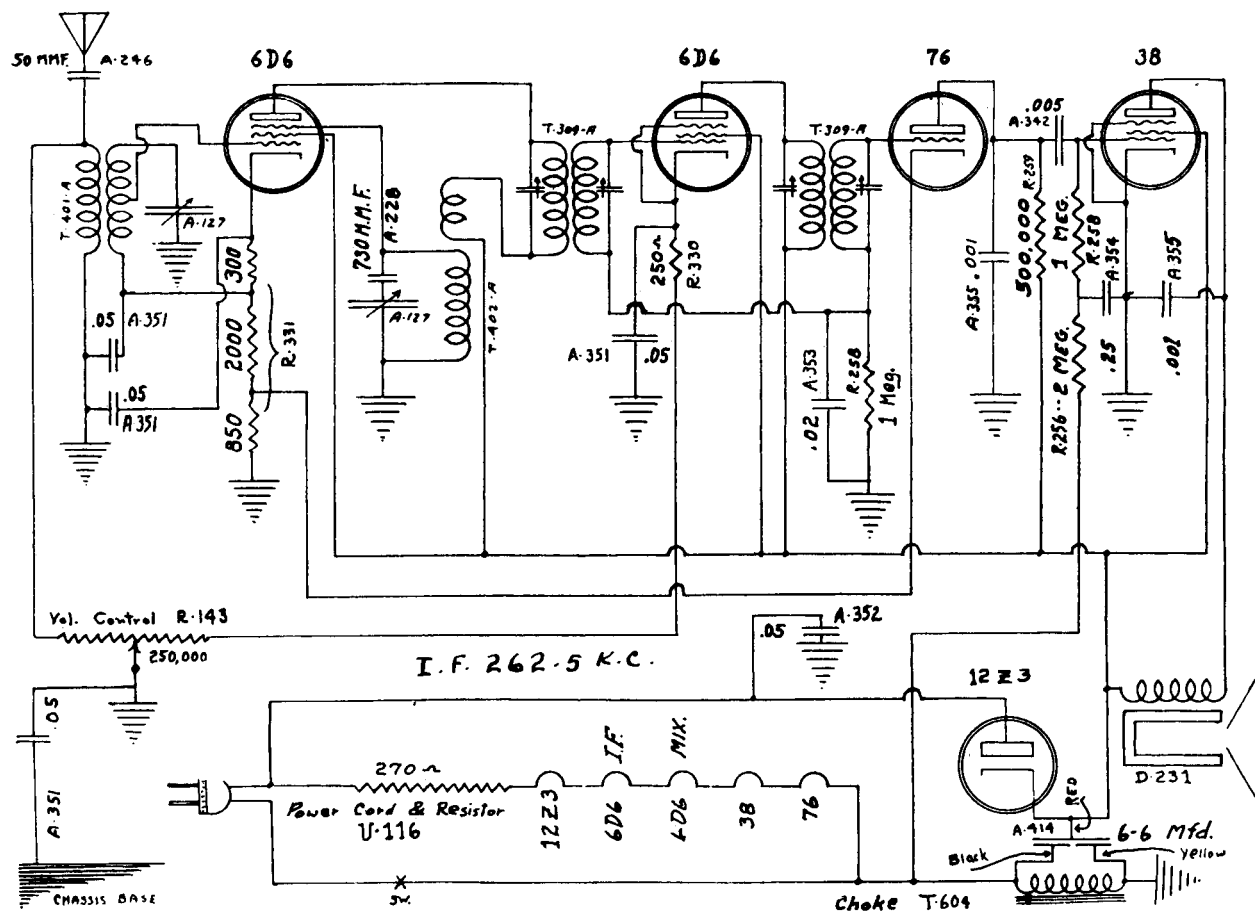 50 MMF. A-246
6D6
6D6
76
38
T-401-A
A-127
.005
A-342
T-309-A
T-309-A
730 M.M.F.
A-228
A-127
T-402-A
300
2000
850
R-331
.05 A-351
.05
A-351
250Ω
R-330
A-351 .05
.02 A-353
R-258
1 Meg.
A-355 .001
500,000 R-259
1 MEG.
R-258
A-354
.25
A-355
.002
R-256--2 MEG.
Vol. Control R-143
250,000
I.F. 262.5 K.C.
.05 A-352
12Z3
D-231
.05
A-351
CHASSIS BASE
270Ω
Power Cord & Resistor
U-116
12Z3
6D6 I.F.
6D6 MIX.
38
76
SW.
RED
A-414
6-6 Mfd.
Black
Yellow
Choke T-604